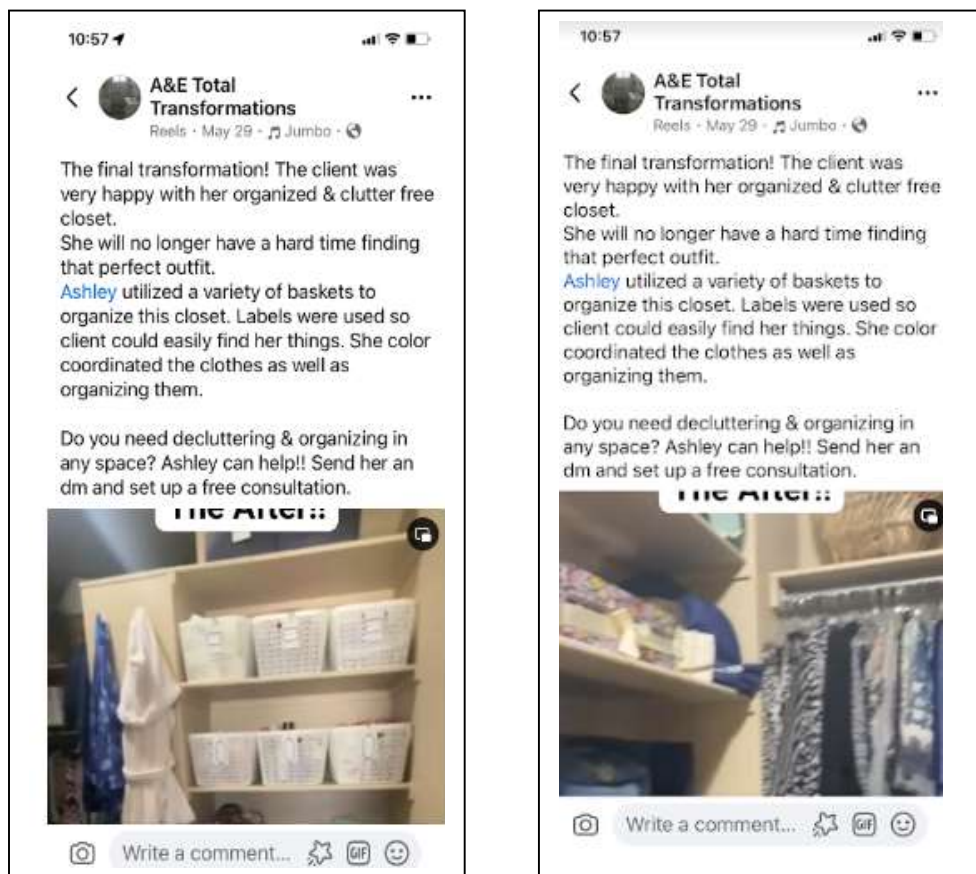 10:57
A&E Total
Transformations
Reels · May 29 · Jumbo ·
The final transformation! The client was
very happy with her organized & clutter free
closet.
She will no longer have a hard time finding
that perfect outfit.
Ashley utilized a variety of baskets to
organize this closet. Labels were used so
client could easily find her things. She color
coordinated the clothes as well as
organizing them.
Do you need decluttering & organizing in
any space? Ashley can help!! Send her an
dm and set up a free consultation.
The After!!
Write a comment...
GIF
10:57
A&E Total
Transformations
Reels · May 29 · Jumbo ·
The final transformation! The client was
very happy with her organized & clutter free
closet.
She will no longer have a hard time finding
that perfect outfit.
Ashley utilized a variety of baskets to
organize this closet. Labels were used so
client could easily find her things. She color
coordinated the clothes as well as
organizing them.
Do you need decluttering & organizing in
any space? Ashley can help!! Send her an
dm and set up a free consultation.
The After!!
Write a comment...
GIF